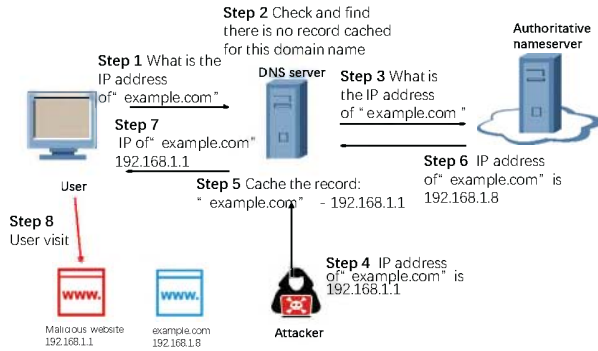 Step 2 Check and find
there is no record cached
for this domain name
Authoritative
nameserver
Step 1 What is the
IP address
of“ example.com”
DNS server
Step 3 What is
the IP address
of“ example.com ”
Step 7
IP of“ example.com”
192.168.1.1
User
Step 5 Cache the record:
“ example.com” - 192.168.1.1
Step 6 IP address
of“ example.com” is
192.168.1.8
Step 8
User visit
Step 4 IP address
of“ example.com” is
192.168.1.1
www.
www.
Malicious website
192.168.1.1
example.com
192.168.1.8
Attacker